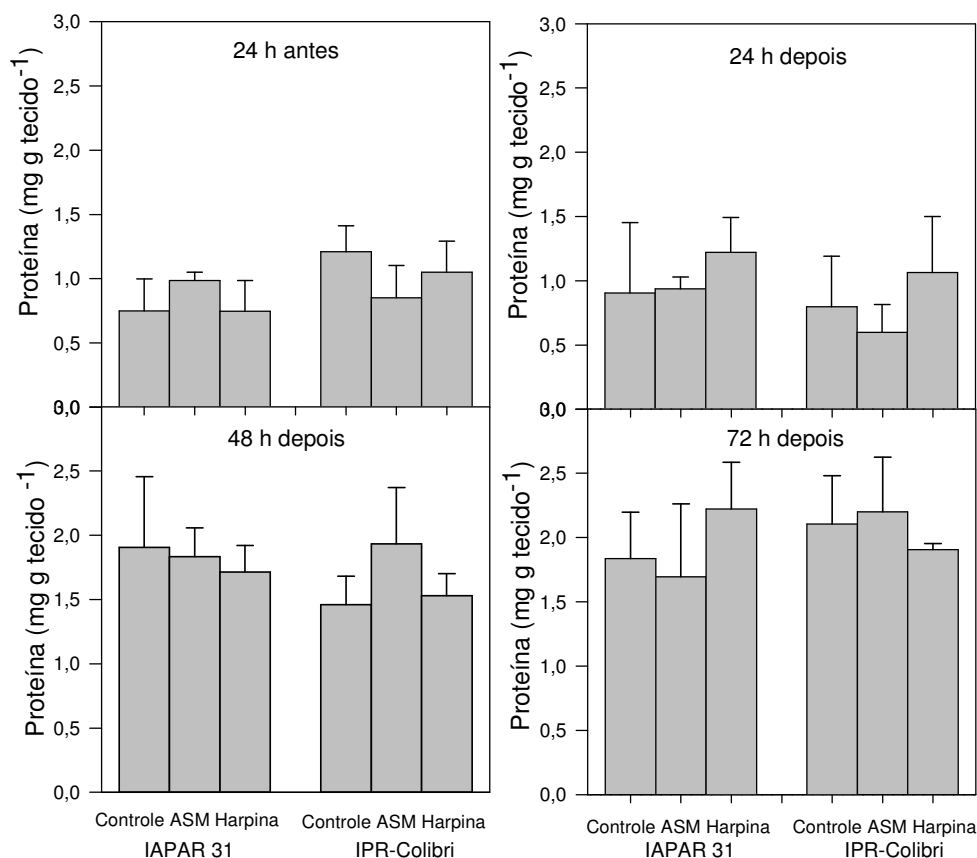 3,0
24 h antes
2,5
2,0
1,5
1,0
0,5
Proteína (mg g tecido-1)
3,0
24 h depois
2,5
2,0
1,5
1,0
0,5
Proteína (mg g tecido-1)
3,0
48 h depois
2,5
2,0
1,5
1,0
0,5
0,0
Proteína (mg g tecido-1)
Controle ASM Harpina Controle ASM Harpina
IAPAR 31 IPR-Colibri
3,0
72 h depois
2,5
2,0
1,5
1,0
0,5
0,0
Proteína (mg g tecido-1)
Controle ASM Harpina Controle ASM Harpina
IAPAR 31 IPR-Colibri